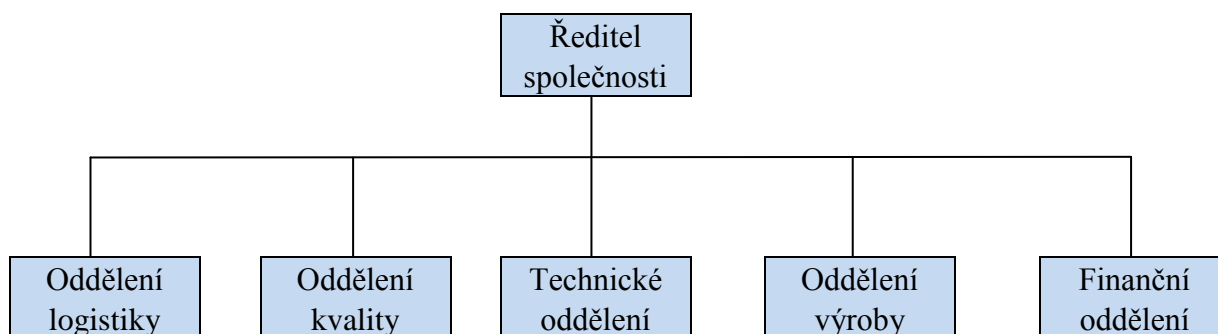 Ředitel
společnosti
Oddělení
logistiky
Oddělení
kvality
Technické
oddělení
Oddělení
výroby
Finanční
oddělení